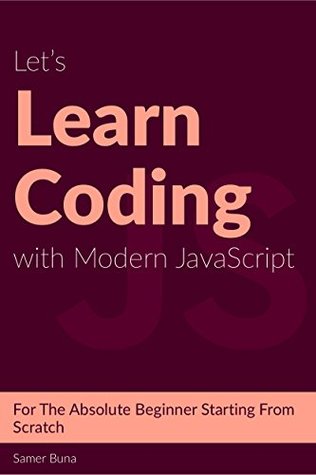 Let's
Learn
Coding
with Modern JavaScript
JS
For The Absolute Beginner Starting From
Scratch
Samer Buna